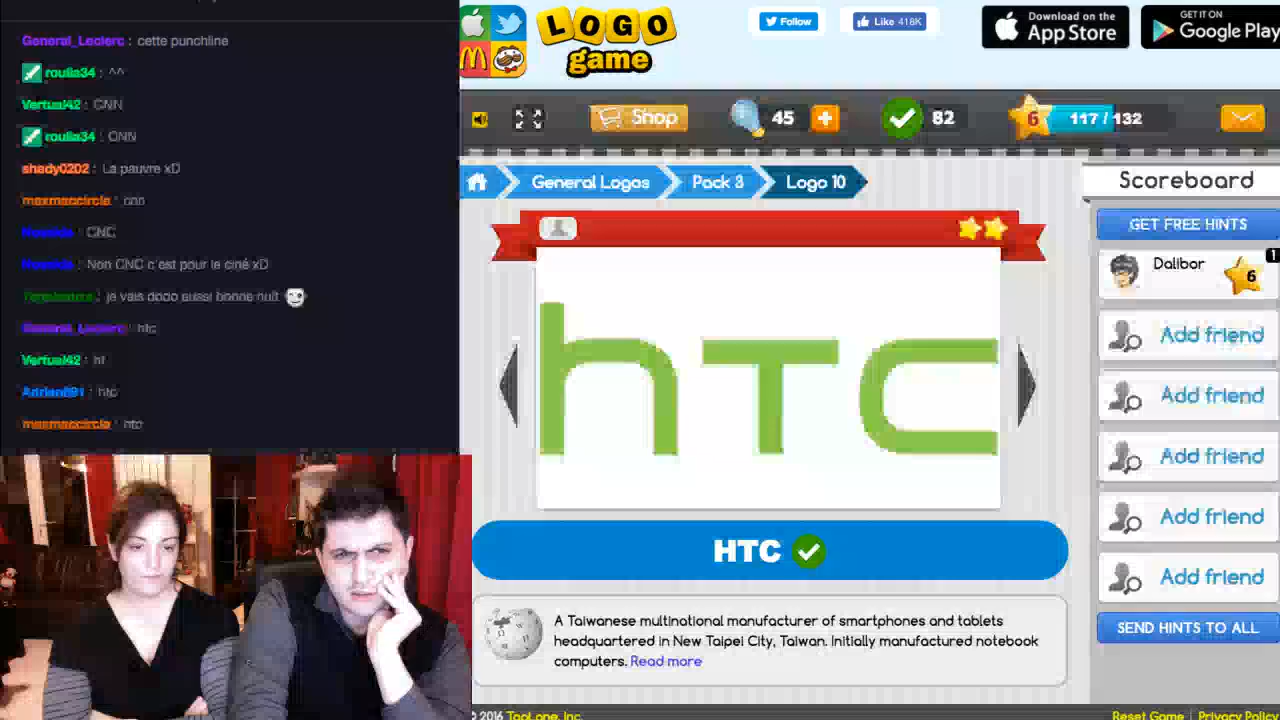 General_Leclerc : cette punchline
roulia34 : ^^
Vertual42 : CNN
roulia34 : CNN
shady0202 : La pauvre xD
maxmaccircle : cnn
CNC
Non CNC c'est pour le ciné xD
je vais dodo aussi bonne nuit
General_Leclerc : htc
Vertual42 : ht
htc
maxmaccircle : htc
LOGO
game
Follow
Like 418K
Download on the
App Store
GET IT ON
Google Play
Shop
45
82
6
117 / 132
General Logos
Pack 3
Logo 10
hTC
HTC
A Taiwanese multinational manufacturer of smartphones and tablets
headquartered in New Taipei City, Taiwan. Initially manufactured notebook
computers. Read more
Scoreboard
GET FREE HINTS
Dalibor
6
1
Add friend
Add friend
Add friend
Add friend
Add friend
SEND HINTS TO ALL
© 2016 TapLane, Inc.
Reset Game | Privacy Policy